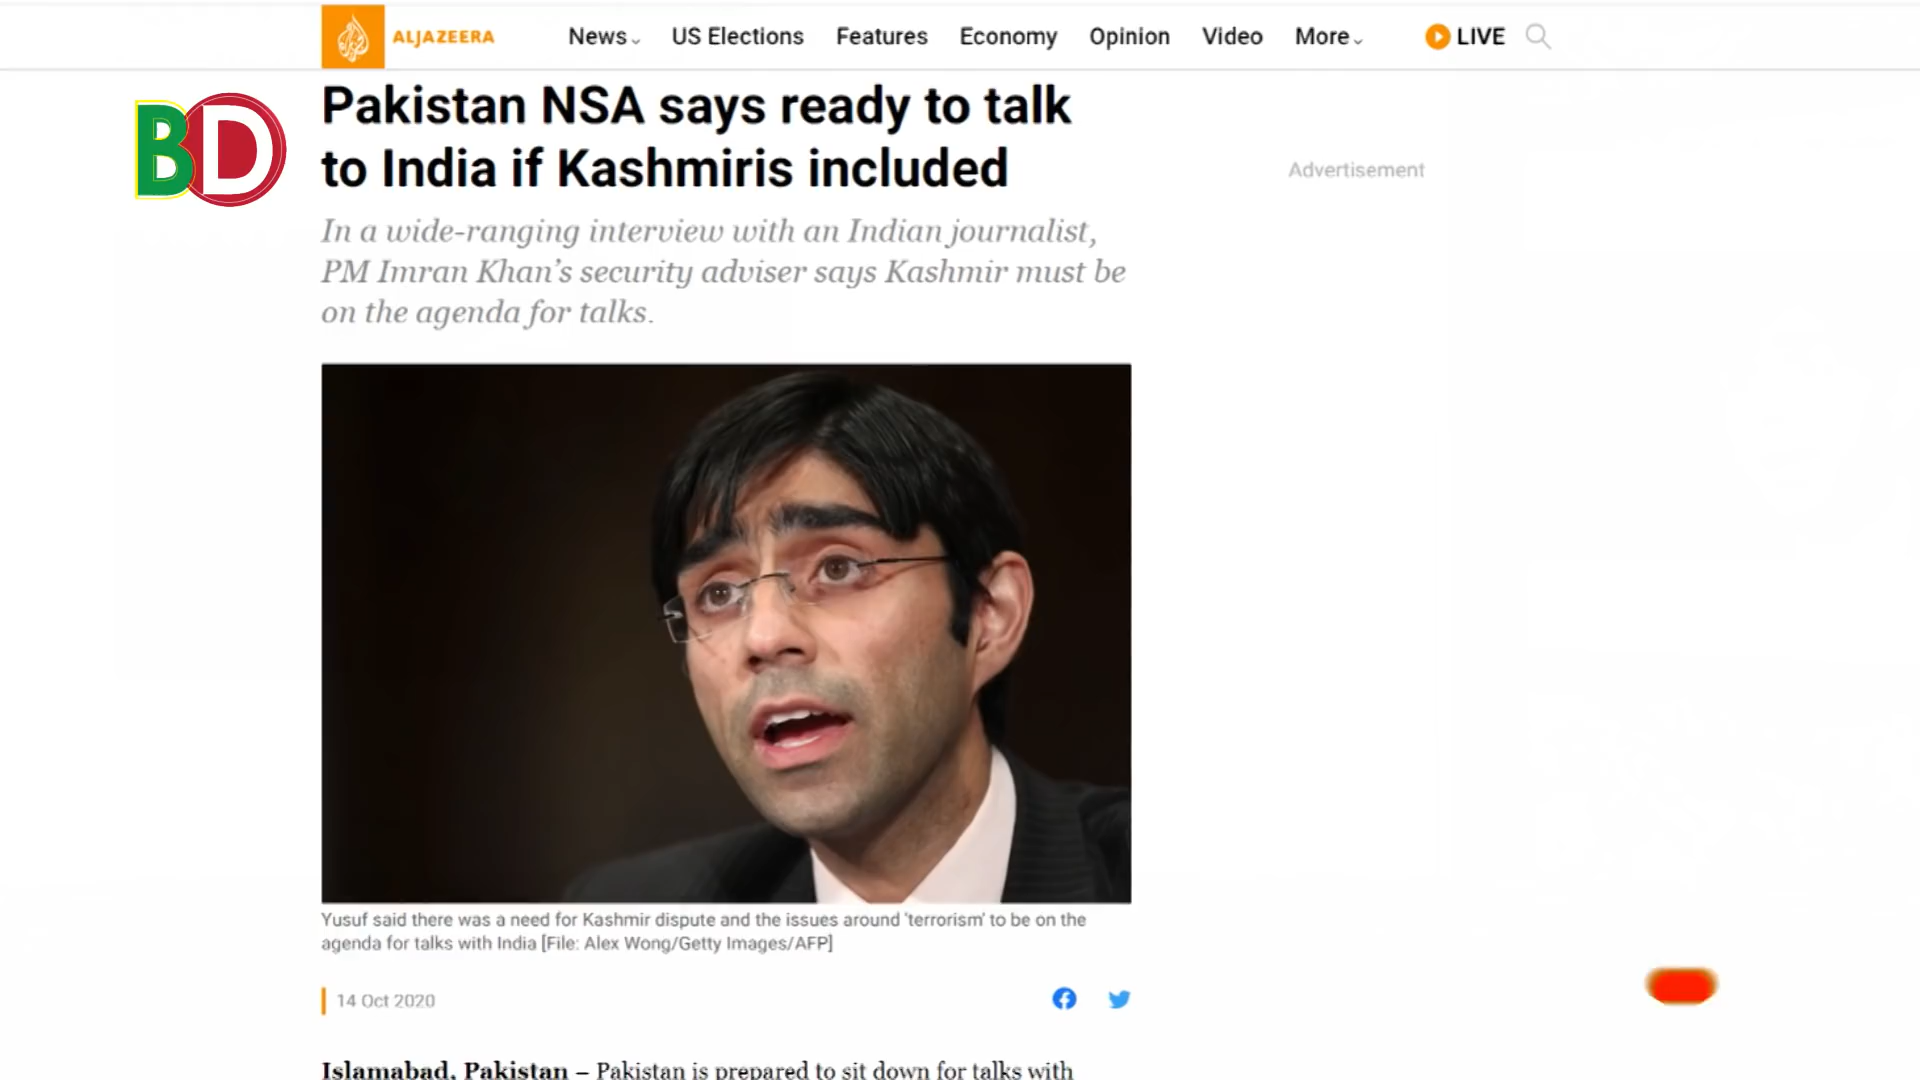 ALJAZEERA
News
US Elections
Features
Economy
Opinion
Video
More
LIVE
BD
Pakistan NSA says ready to talk
to India if Kashmiris included
Advertisement
In a wide-ranging interview with an Indian journalist,
PM Imran Khan’s security adviser says Kashmir must be
on the agenda for talks.
Yusuf said there was a need for Kashmir dispute and the issues around 'terrorism' to be on the
agenda for talks with India [File: Alex Wong/Getty Images/AFP]
14 Oct 2020
Islamabad, Pakistan – Pakistan is prepared to sit down for talks with